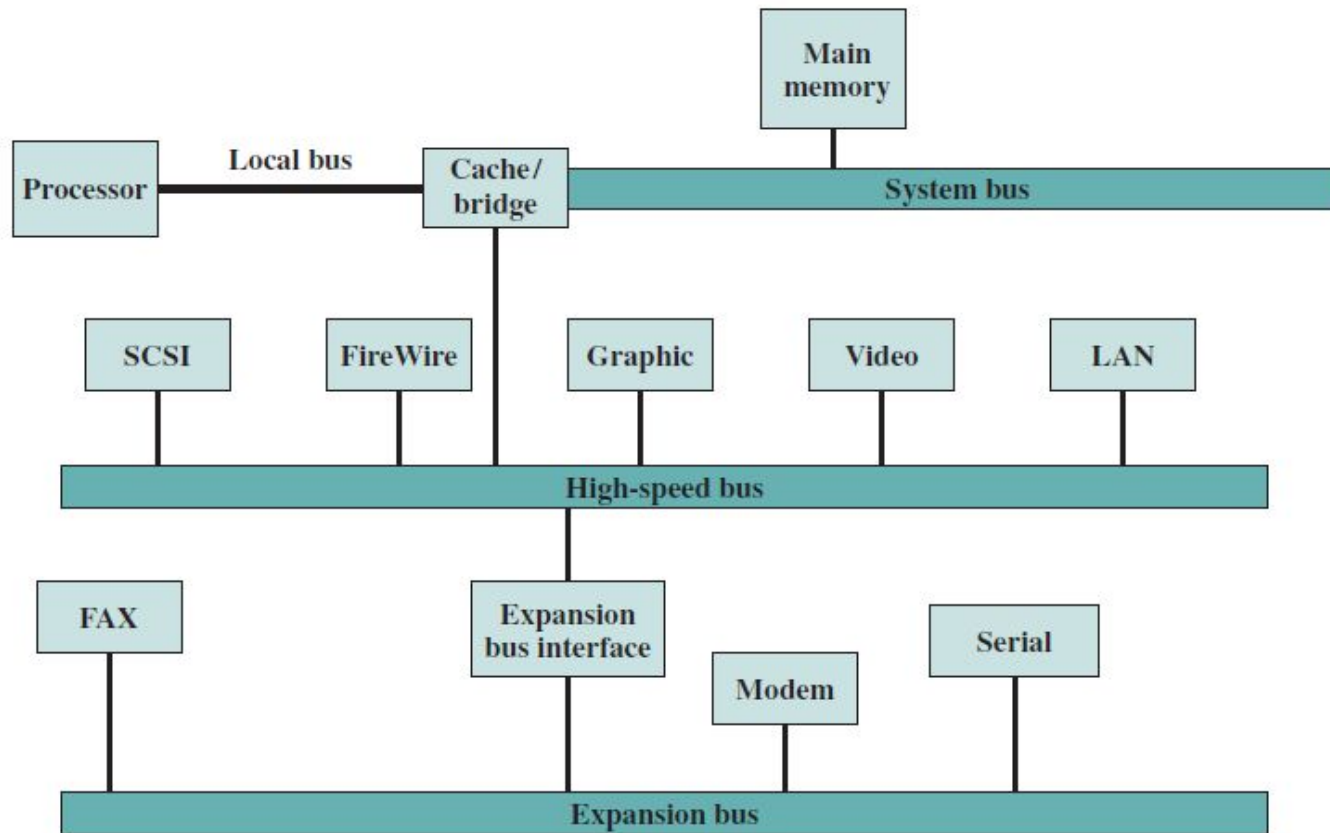 Main
memory
Local bus
Processor
Cache/
bridge
System bus
SCSI
FireWire
Graphic
Video
LAN
High-speed bus
FAX
Expansion
bus interface
Serial
Modem
Expansion bus